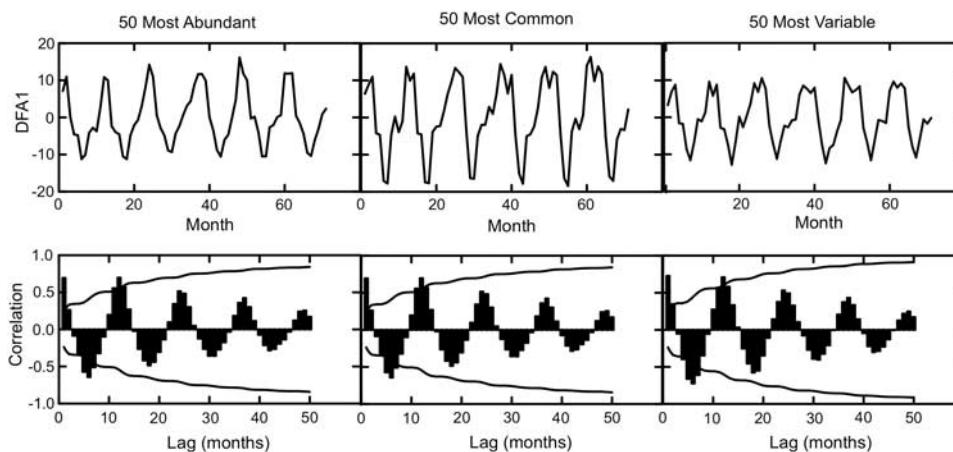 50 Most Abundant 50 Most Common 50 Most Variable
20
10
0
-10
-20
DFA1
0 20 40 60 0 20 40 60 20 40 60
Month Month Month
1.0
0.5
0.0
-0.5
-1.0
Correlation
0 10 20 30 40 50 0 10 20 30 40 50 0 10 20 30 40 50
Lag (months) Lag (months) Lag (months)